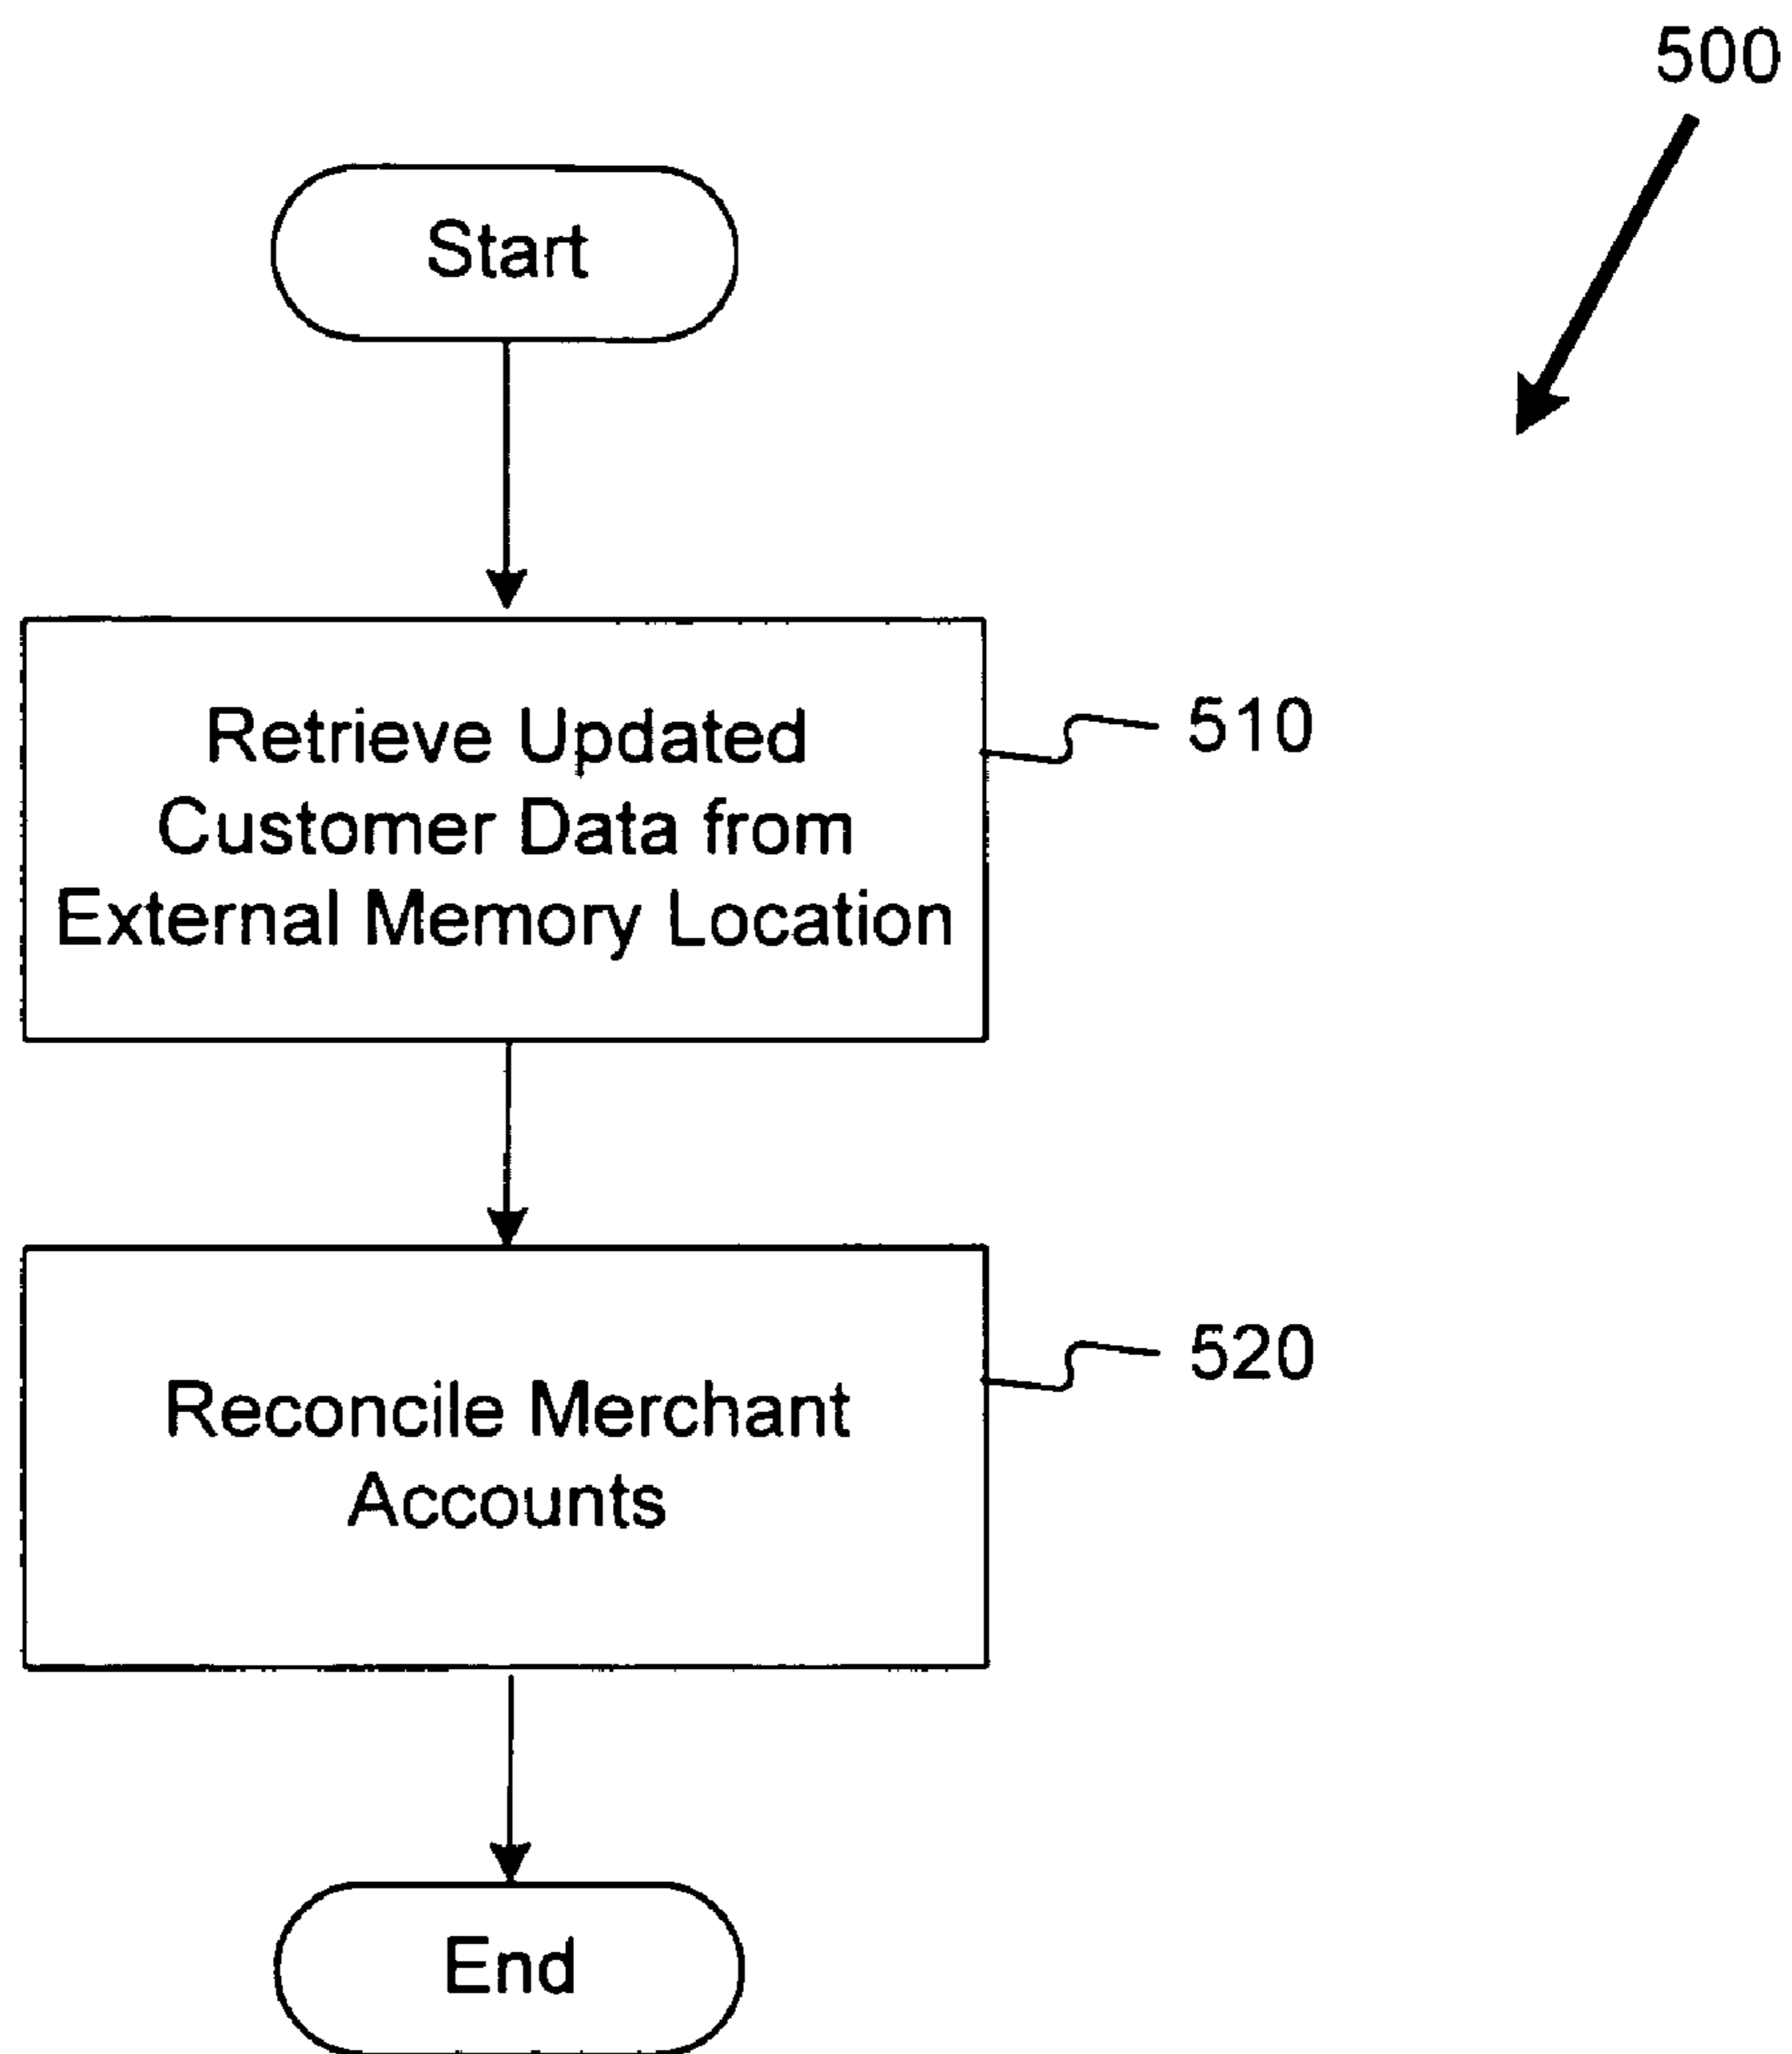 500
Start
Retrieve Updated
Customer Data from
External Memory Location
510
Reconcile Merchant
Accounts
520
End